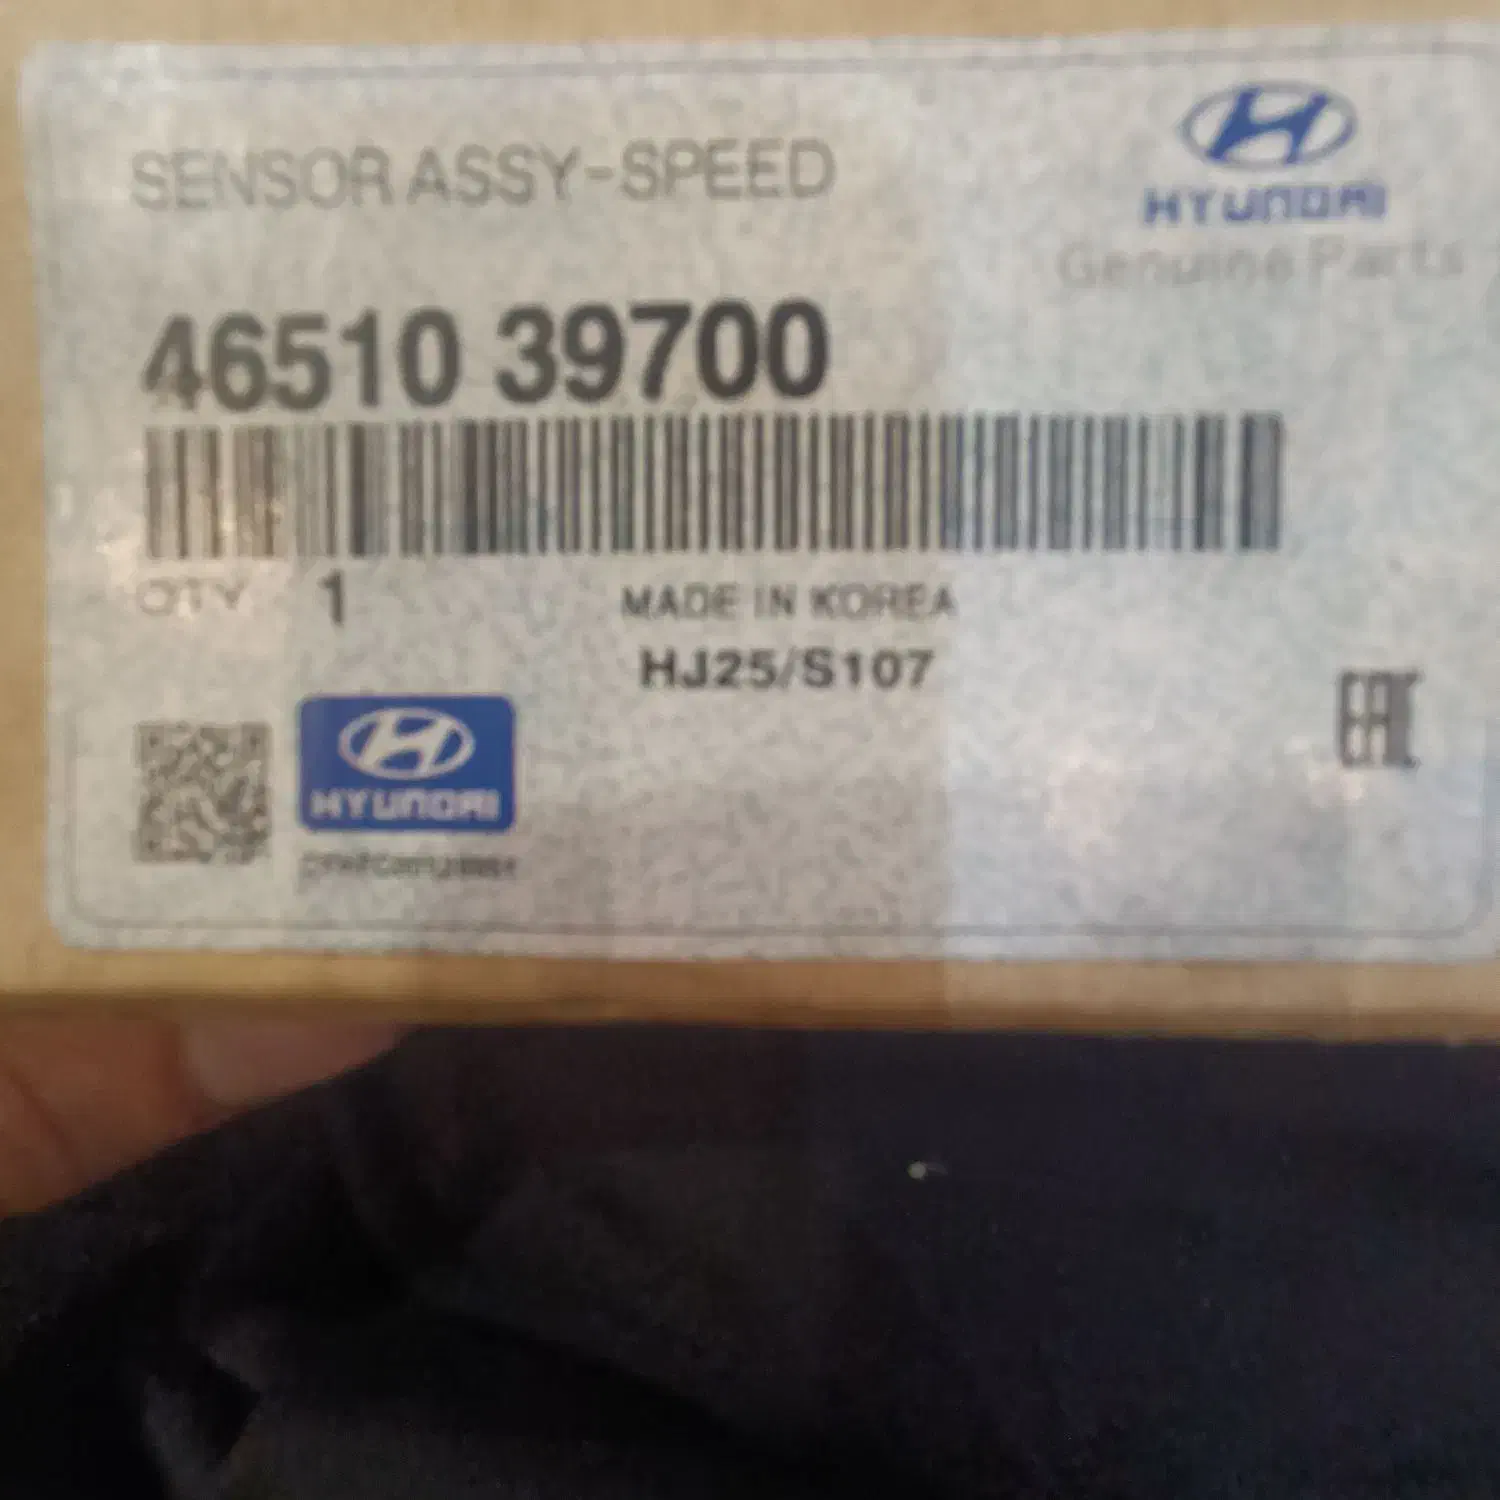 SENSOR ASSY-SPEED
HYUNDAI
Genuine Parts
46510 39700
QTY 1
MADE IN KOREA
HJ25/S107
HYUNDAI
EAC